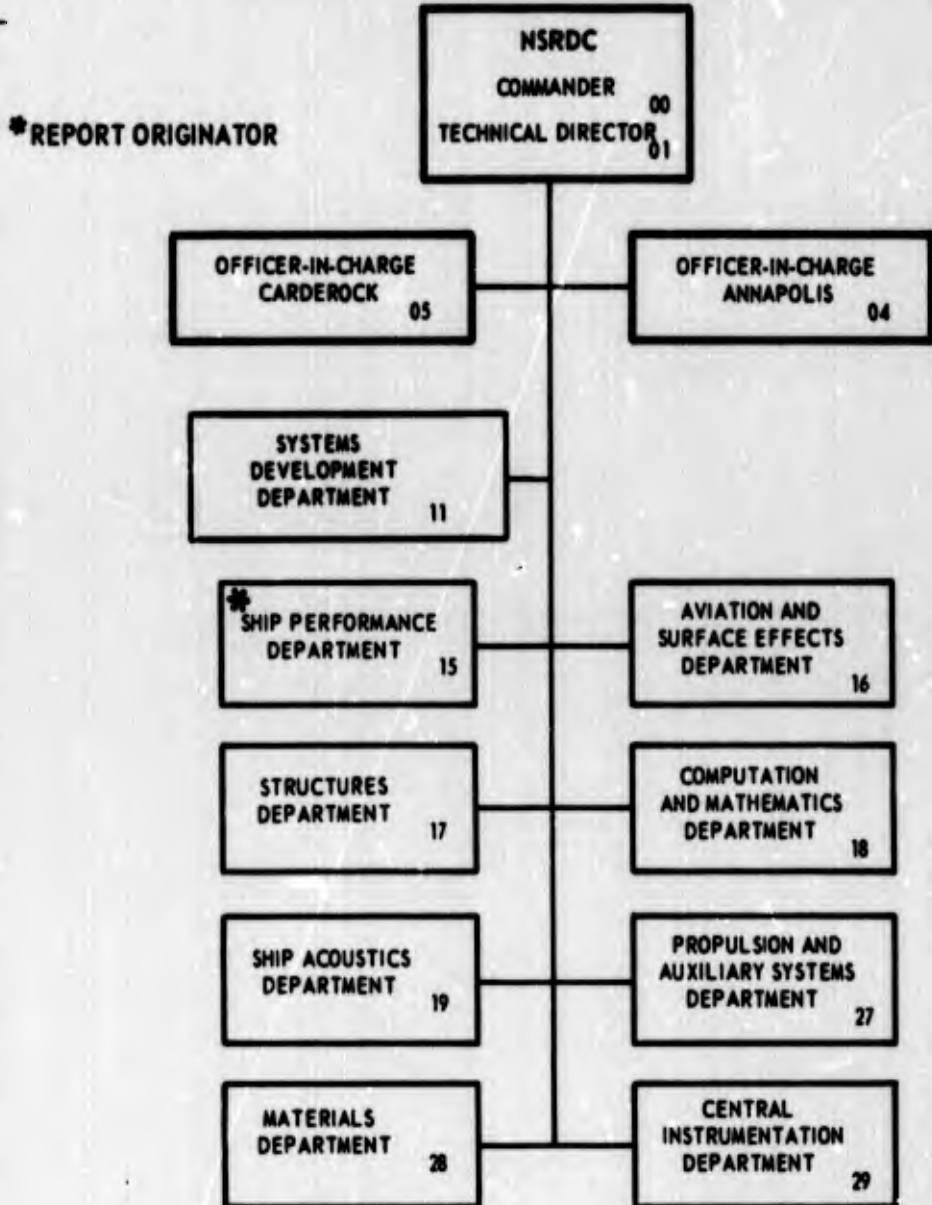 NSRDC
COMMANDER
00
TECHNICAL DIRECTOR
01
*REPORT ORIGINATOR
OFFICER-IN-CHARGE
CARDEROCK
05
OFFICER-IN-CHARGE
ANNAPOLIS
04
SYSTEMS
DEVELOPMENT
DEPARTMENT
11
*
SHIP PERFORMANCE
DEPARTMENT
15
AVIATION AND
SURFACE EFFECTS
DEPARTMENT
16
STRUCTURES
DEPARTMENT
17
COMPUTATION
AND MATHEMATICS
DEPARTMENT
18
SHIP ACOUSTICS
DEPARTMENT
19
PROPULSION AND
AUXILIARY SYSTEMS
DEPARTMENT
27
MATERIALS
DEPARTMENT
28
CENTRAL
INSTRUMENTATION
DEPARTMENT
29